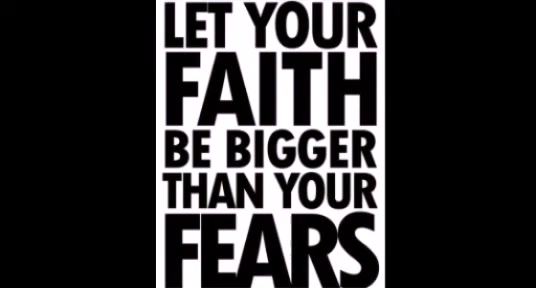 LET YOUR
FAITH
BE BIGGER
THAN YOUR
FEARS